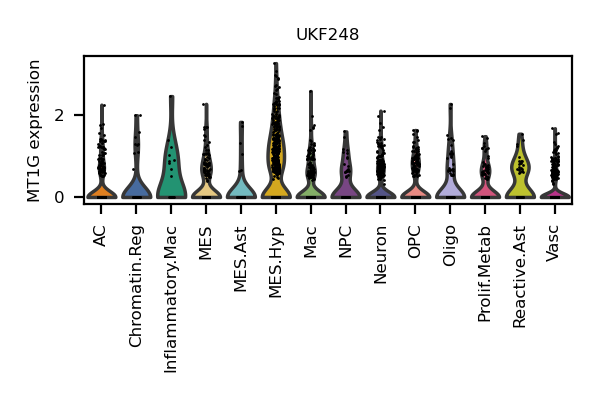 UKF248
MT1G expression
2
0
AC
Chromatin.Reg
Inflammatory.Mac
MES
MES.Ast
MES.Hyp
Mac
NPC
Neuron
OPC
Oligo
Prolif.Metab
Reactive.Ast
Vasc